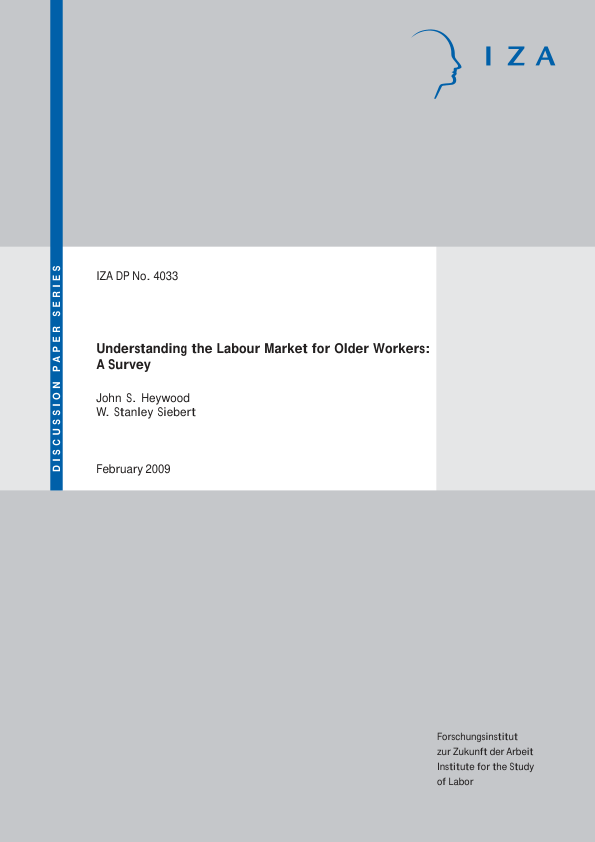 I Z A
DISCUSSION PAPER SERIES
IZA DP No. 4033
Understanding the Labour Market for Older Workers:
A Survey
John S. Heywood
W. Stanley Siebert
February 2009
Forschungsinstitut
zur Zukunft der Arbeit
Institute for the Study
of Labor